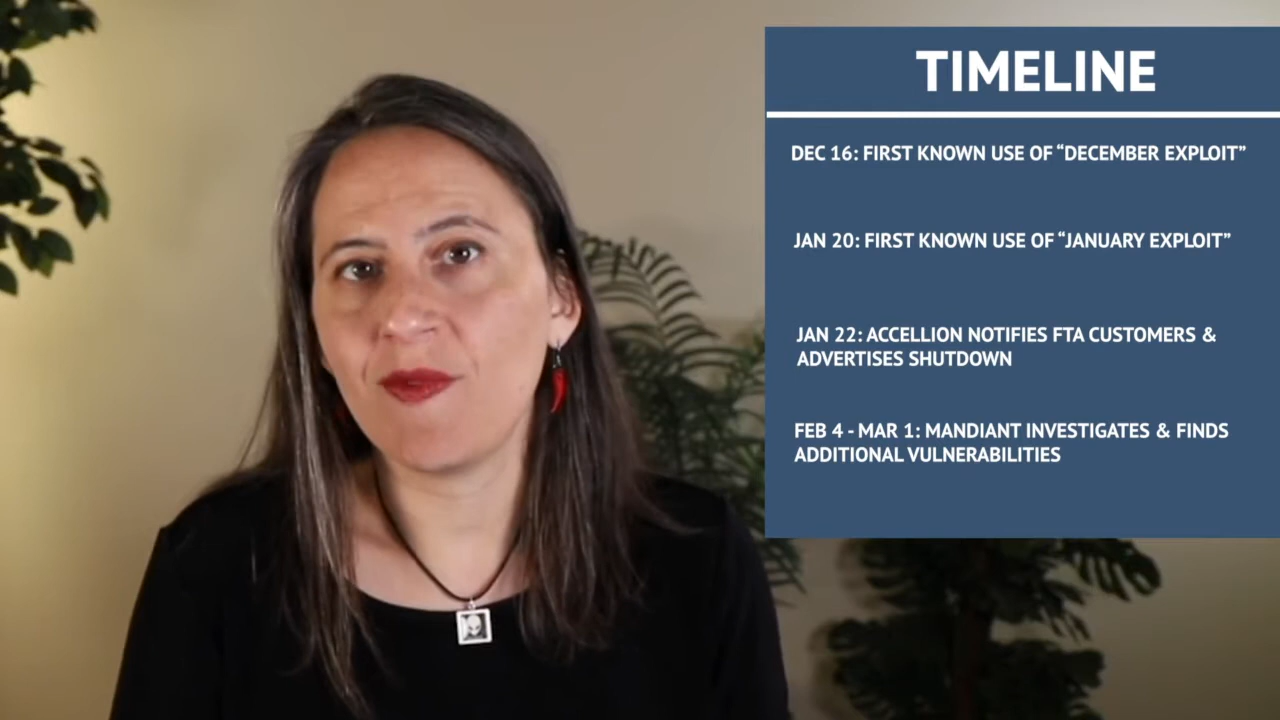 TIMELINE
DEC 16: FIRST KNOWN USE OF “DECEMBER EXPLOIT”
JAN 20: FIRST KNOWN USE OF “JANUARY EXPLOIT”
JAN 22: ACCELLION NOTIFIES FTA CUSTOMERS &
ADVERTISES SHUTDOWN
FEB 4 - MAR 1: MANDIANT INVESTIGATES & FINDS
ADDITIONAL VULNERABILITIES